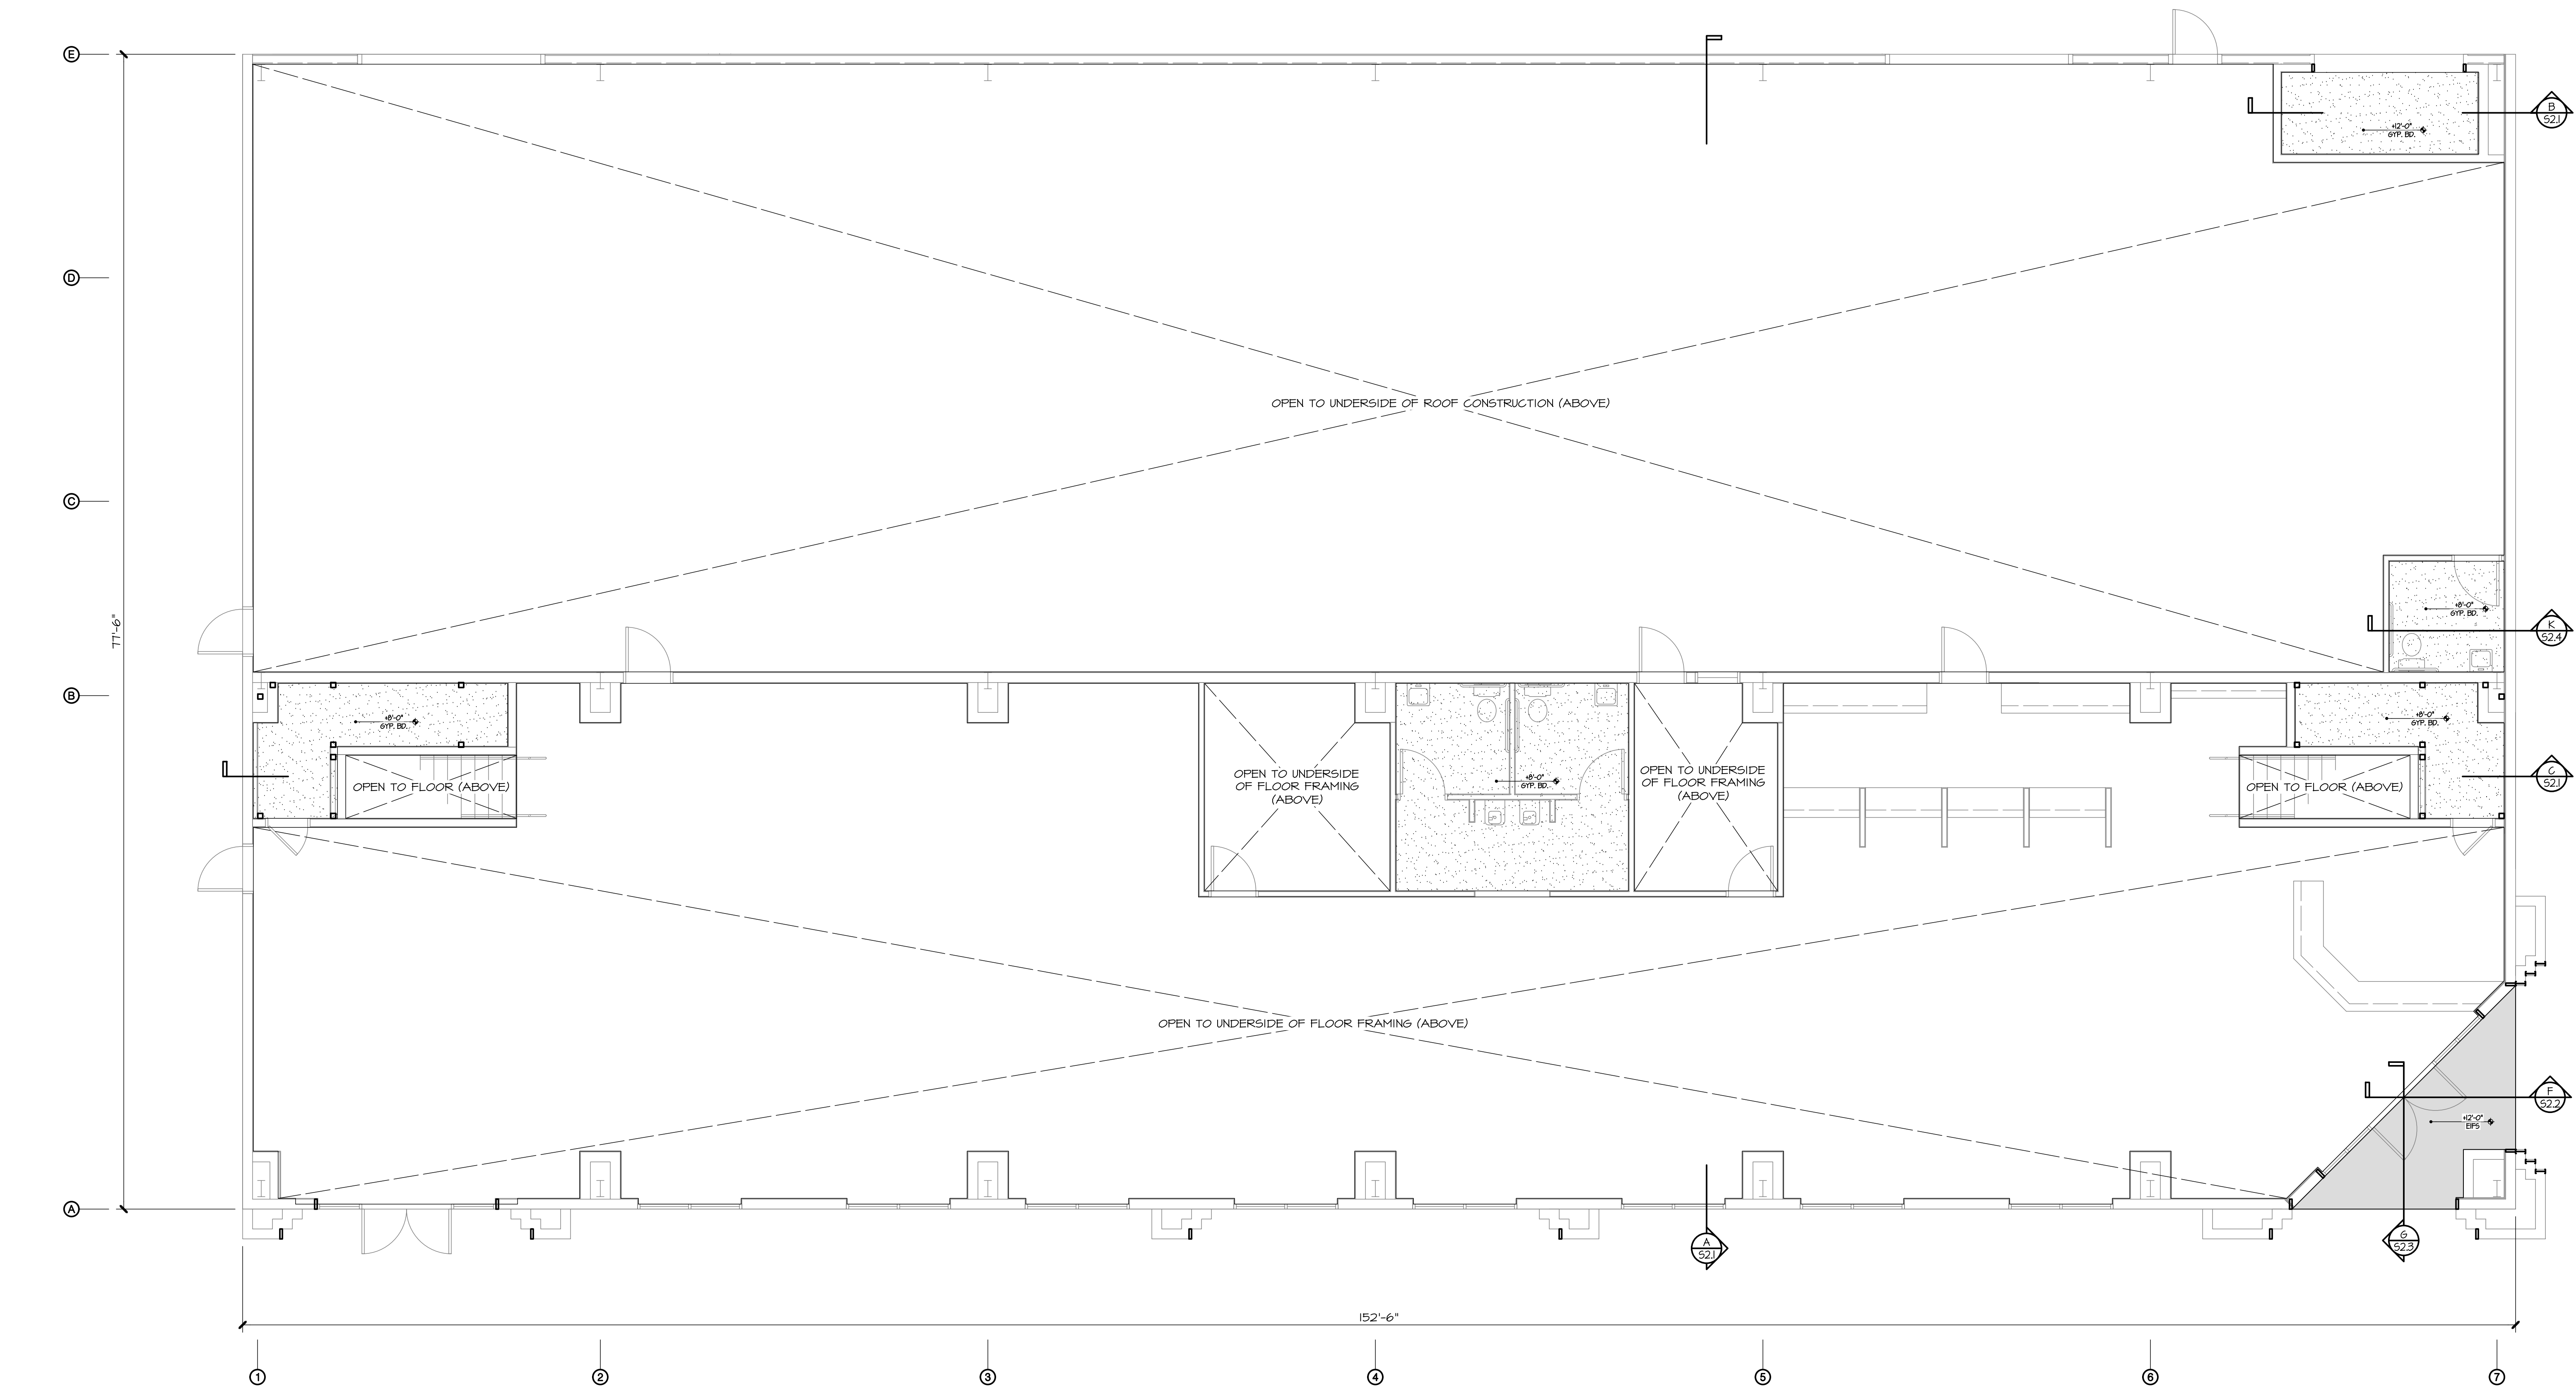 E
B
S2.1
+12'-0"
GYP. BD.
D
OPEN TO UNDERSIDE OF ROOF CONSTRUCTION (ABOVE)
C
77'-6"
+8'-0"
GYP. BD.
K
S2.4
B
+8'-0"
GYP. BD.
+8'-0"
GYP. BD.
OPEN TO FLOOR (ABOVE)
OPEN TO UNDERSIDE
OF FLOOR FRAMING
(ABOVE)
+8'-0"
GYP. BD.
OPEN TO UNDERSIDE
OF FLOOR FRAMING
(ABOVE)
OPEN TO FLOOR (ABOVE)
C
S2.1
OPEN TO UNDERSIDE OF FLOOR FRAMING (ABOVE)
F
S2.2
+12'-0"
EIFS
A
A
S2.1
G
S2.3
152'-6"
1
2
3
4
5
6
7